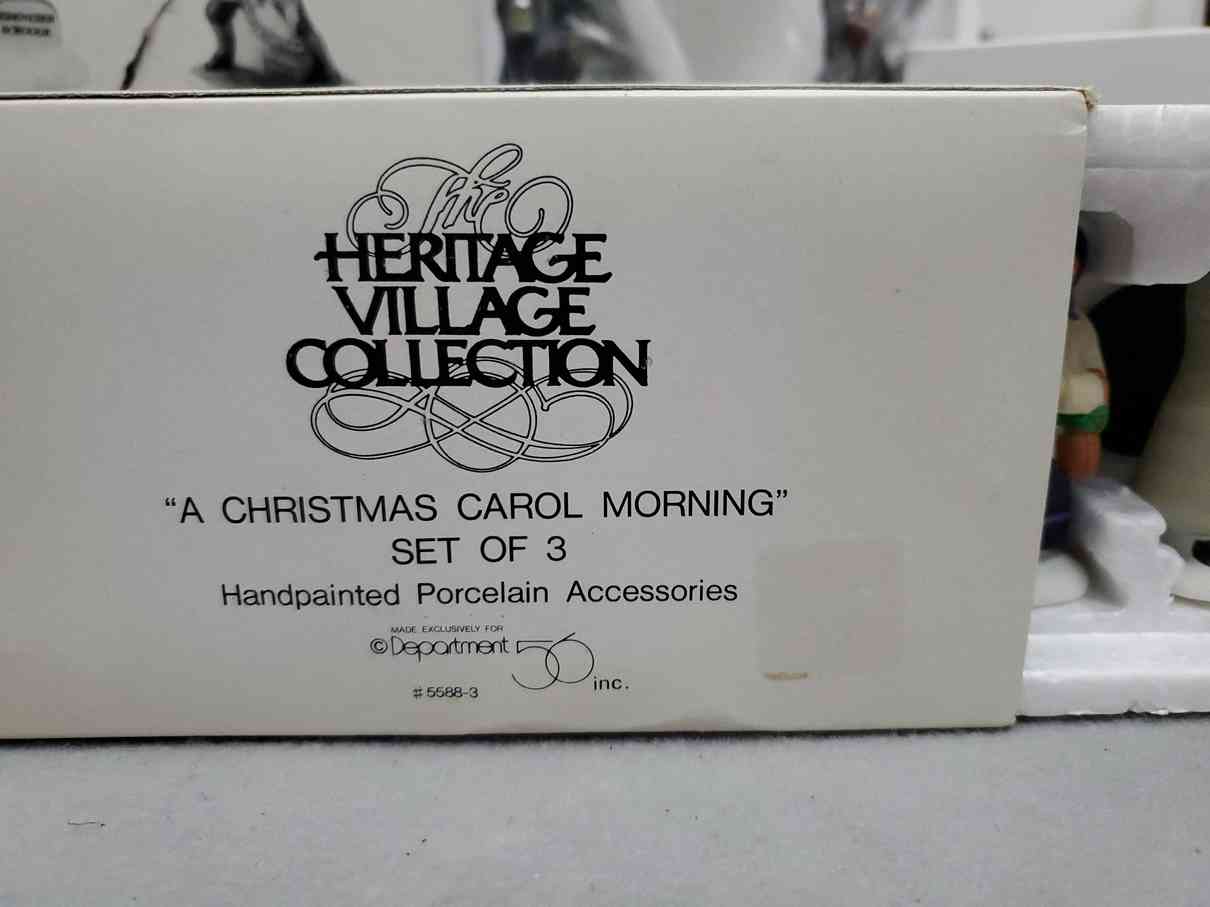 The
HERITAGE
VILLAGE
COLLECTION®
“A CHRISTMAS CAROL MORNING”
SET OF 3
Handpainted Porcelain Accessories
MADE EXCLUSIVELY FOR
©Department 56 inc.
#5588-3